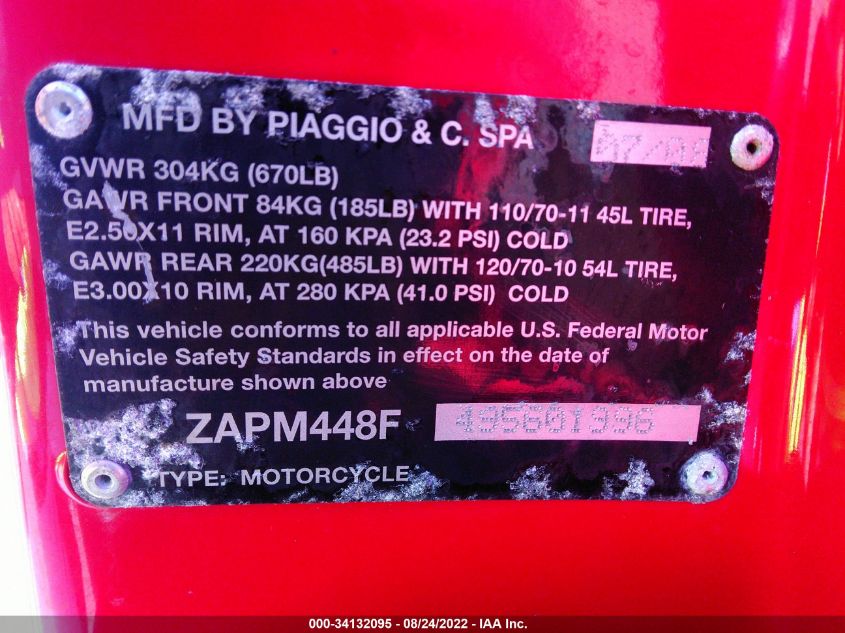 MFD BY PIAGGIO & C. SPA
GVWR 304KG (670LB)
GAWR FRONT 84KG (185LB) WITH 110/70-11 45L TIRE,
E2.50X11 RIM, AT 160 KPA (23.2 PSI) COLD
GAWR REAR 220KG(485LB) WITH 120/70-10 54L TIRE,
E3.00X10 RIM, AT 280 KPA (41.0 PSI) COLD
This vehicle conforms to all applicable U.S. Federal Motor
Vehicle Safety Standards in effect on the date of
manufacture shown above
ZAPM448F 495601996
TYPE: MOTORCYCLE
000-34132095 - 08/24/2022 - IAA Inc.